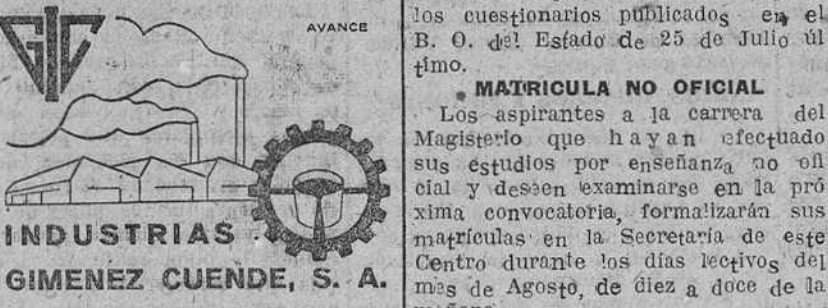 GIC
AVANCE
INDUSTRIAS
GIMENEZ CUENDE, S. A.
los cuestionarios publicados en el
B. O. del Estado de 25 de Julio úl
timo.
MATRICULA NO OFICIAL
Los aspirantes a la carrera del
Magisterio que hayan efectuado
sus estudios por enseñanza no ofi
cial y deseen examinarse en la pró
xima convocatoria, formalizarán sus
matrículas en la Secretaría de este
Centro durante los días lectivos del
mes de Agosto, de diez a doce de la